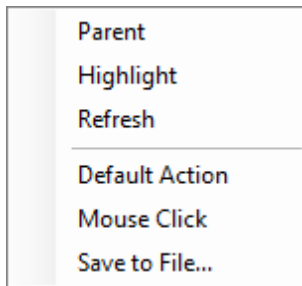 Parent
Highlight
Refresh
Default Action
Mouse Click
Save to File...